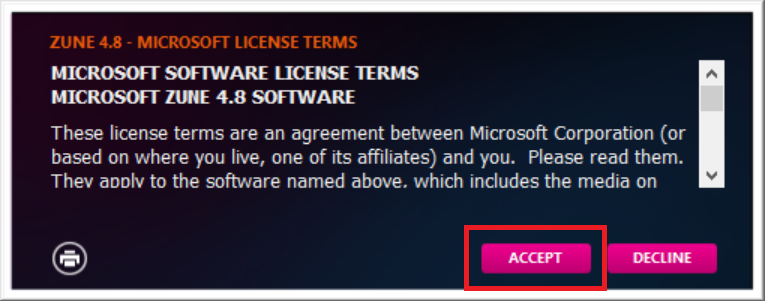 ZUNE 4.8 - MICROSOFT LICENSE TERMS
MICROSOFT SOFTWARE LICENSE TERMS
MICROSOFT ZUNE 4.8 SOFTWARE
These license terms are an agreement between Microsoft Corporation (or
based on where you live, one of its affiliates) and you.  Please read them.
They apply to the software named above, which includes the media on
ACCEPT DECLINE